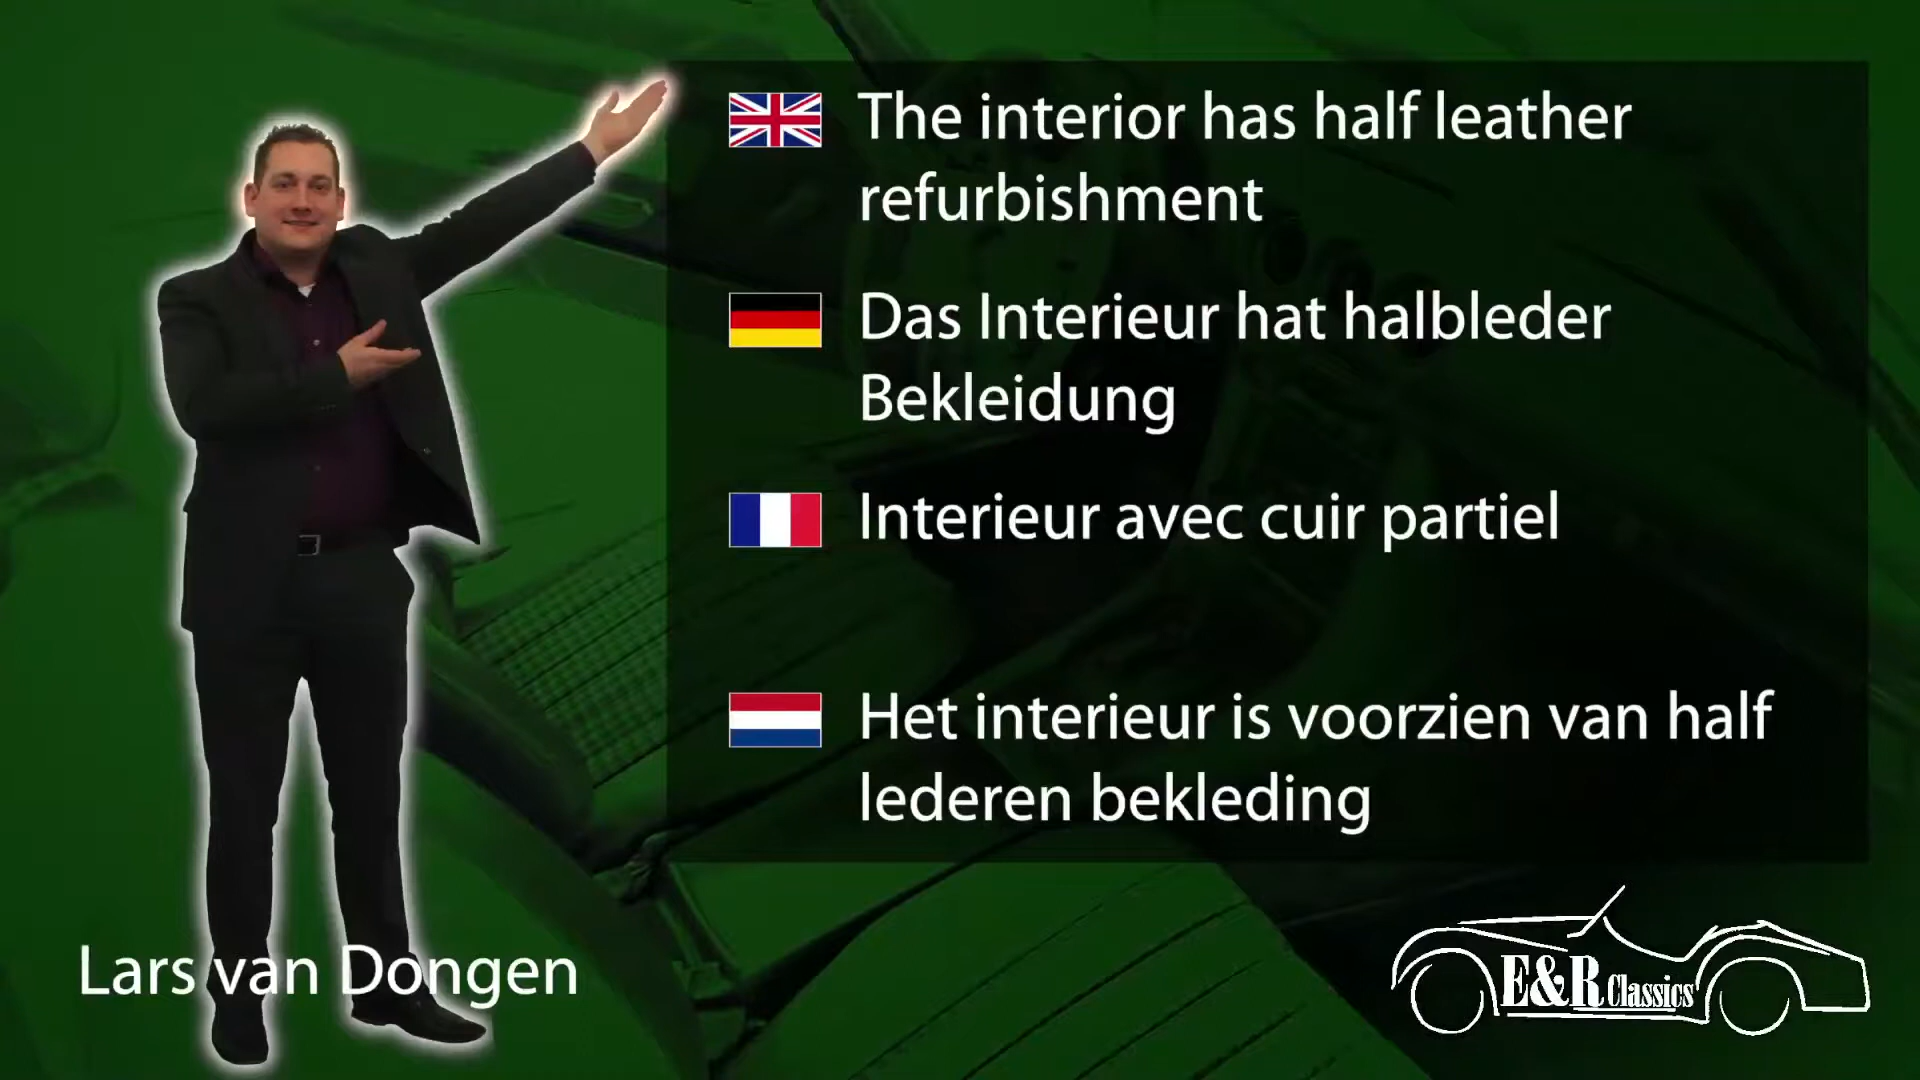 The interior has half leather
refurbishment
Das Interieur hat halbleder
Bekleidung
Interieur avec cuir partiel
Het interieur is voorzien van half
lederen bekleding
Lars van Dongen
E&R Classics